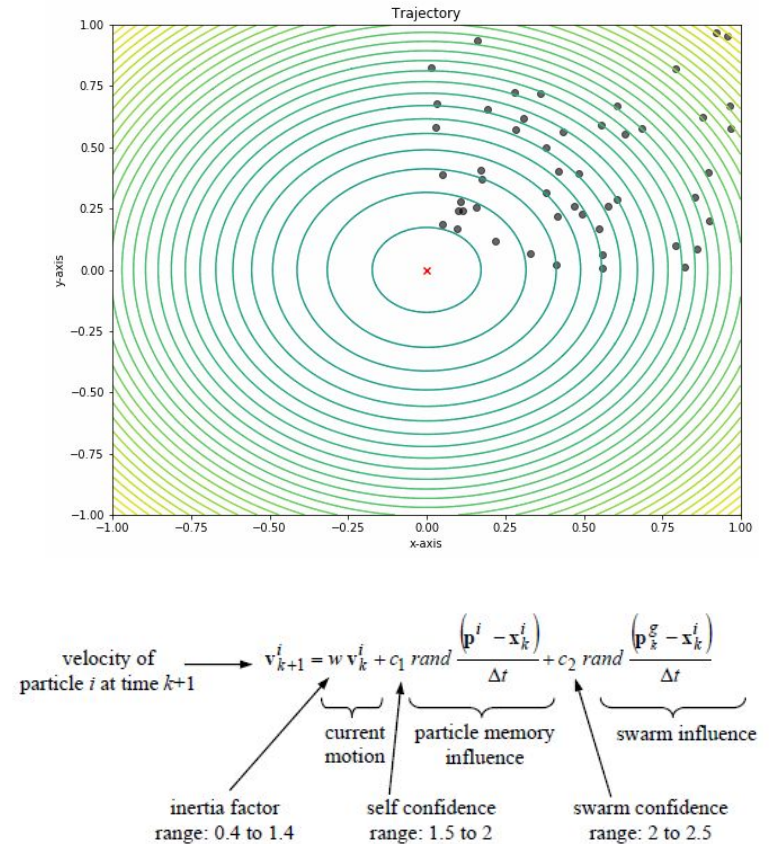 Trajectory
1.00
0.75
0.50
0.25
0.00
−0.25
−0.50
−0.75
−1.00
y-axis
−1.00 −0.75 −0.50 −0.25 0.00 0.25 0.50 0.75 1.00
x-axis
velocity of
particle i at time k+1
v^i_{k+1} = w v^i_k + c_1 rand (p^i − x^i_k)/Δt + c_2 rand (p^g_k − x^i_k)/Δt
current
motion
particle memory
influence
swarm influence
inertia factor
range: 0.4 to 1.4
self confidence
range: 1.5 to 2
swarm confidence
range: 2 to 2.5